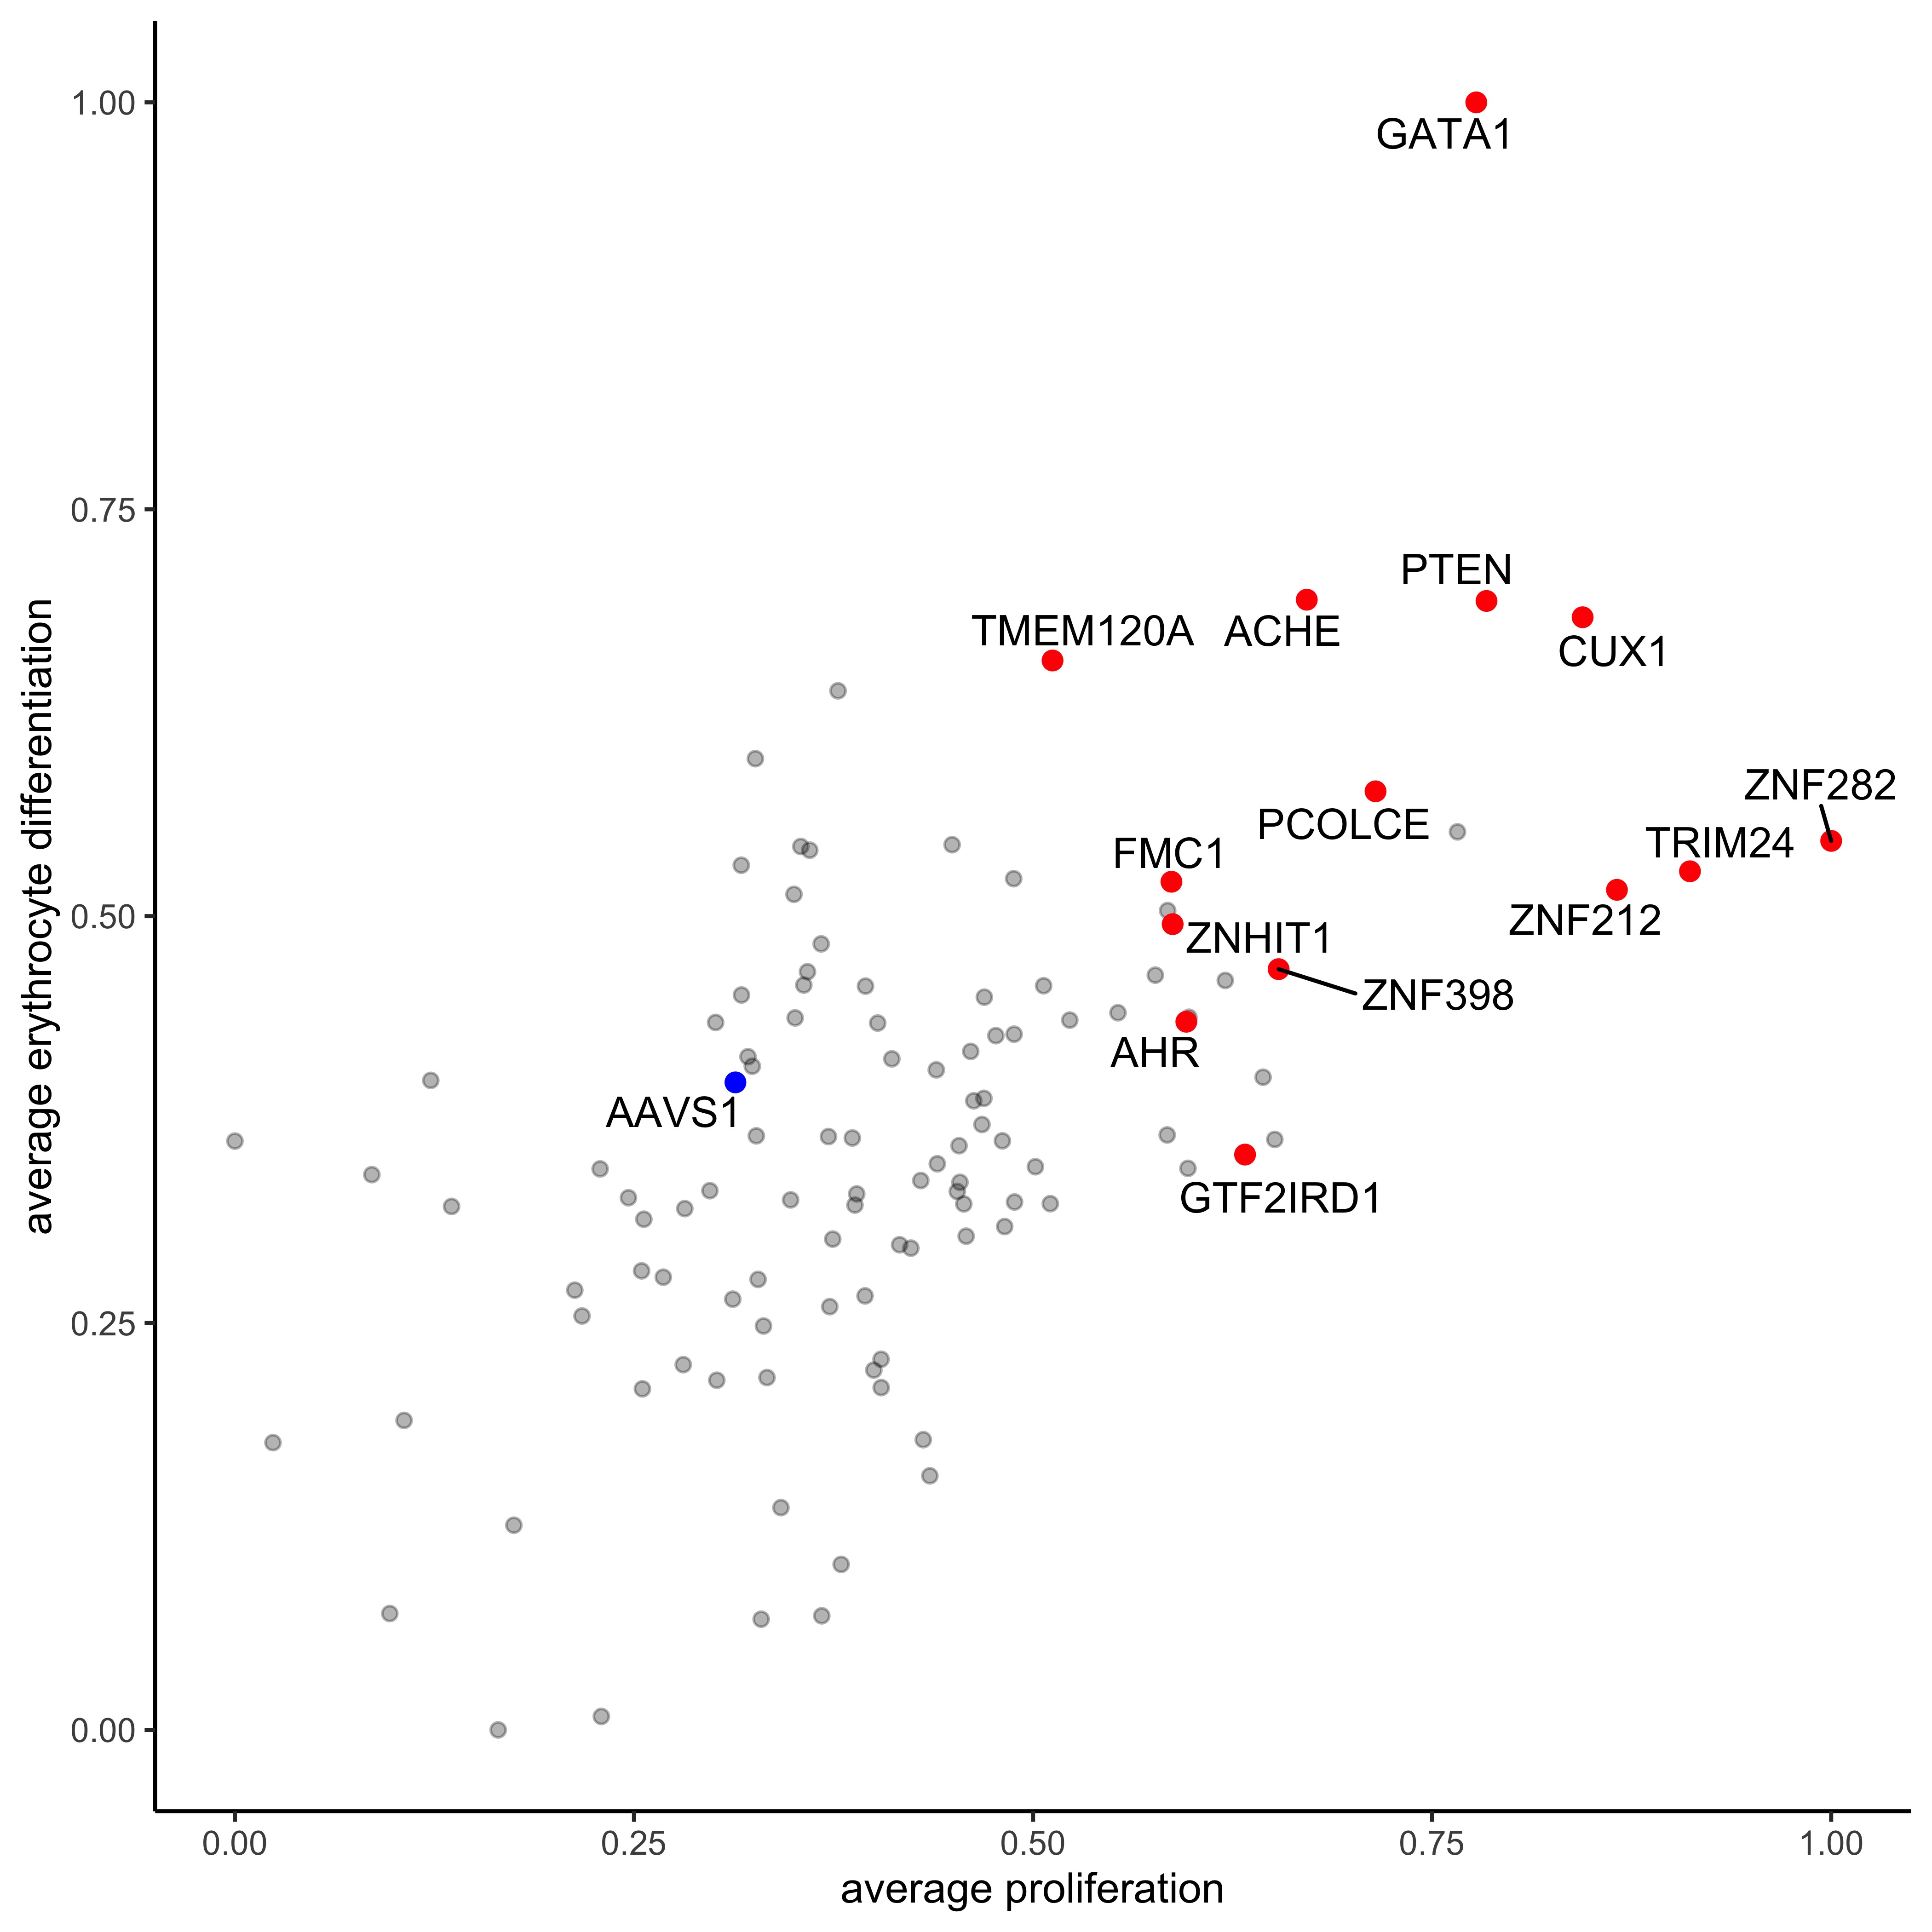 1.00
GATA1
0.75
PTEN
TMEM120A
ACHE
CUX1
ZNF282
PCOLCE
TRIM24
FMC1
0.50
ZNF212
ZNHIT1
ZNF398
AHR
AAVS1
GTF2IRD1
0.25
0.00
average erythrocyte differentiation
0.00
0.25
0.50
0.75
1.00
average proliferation